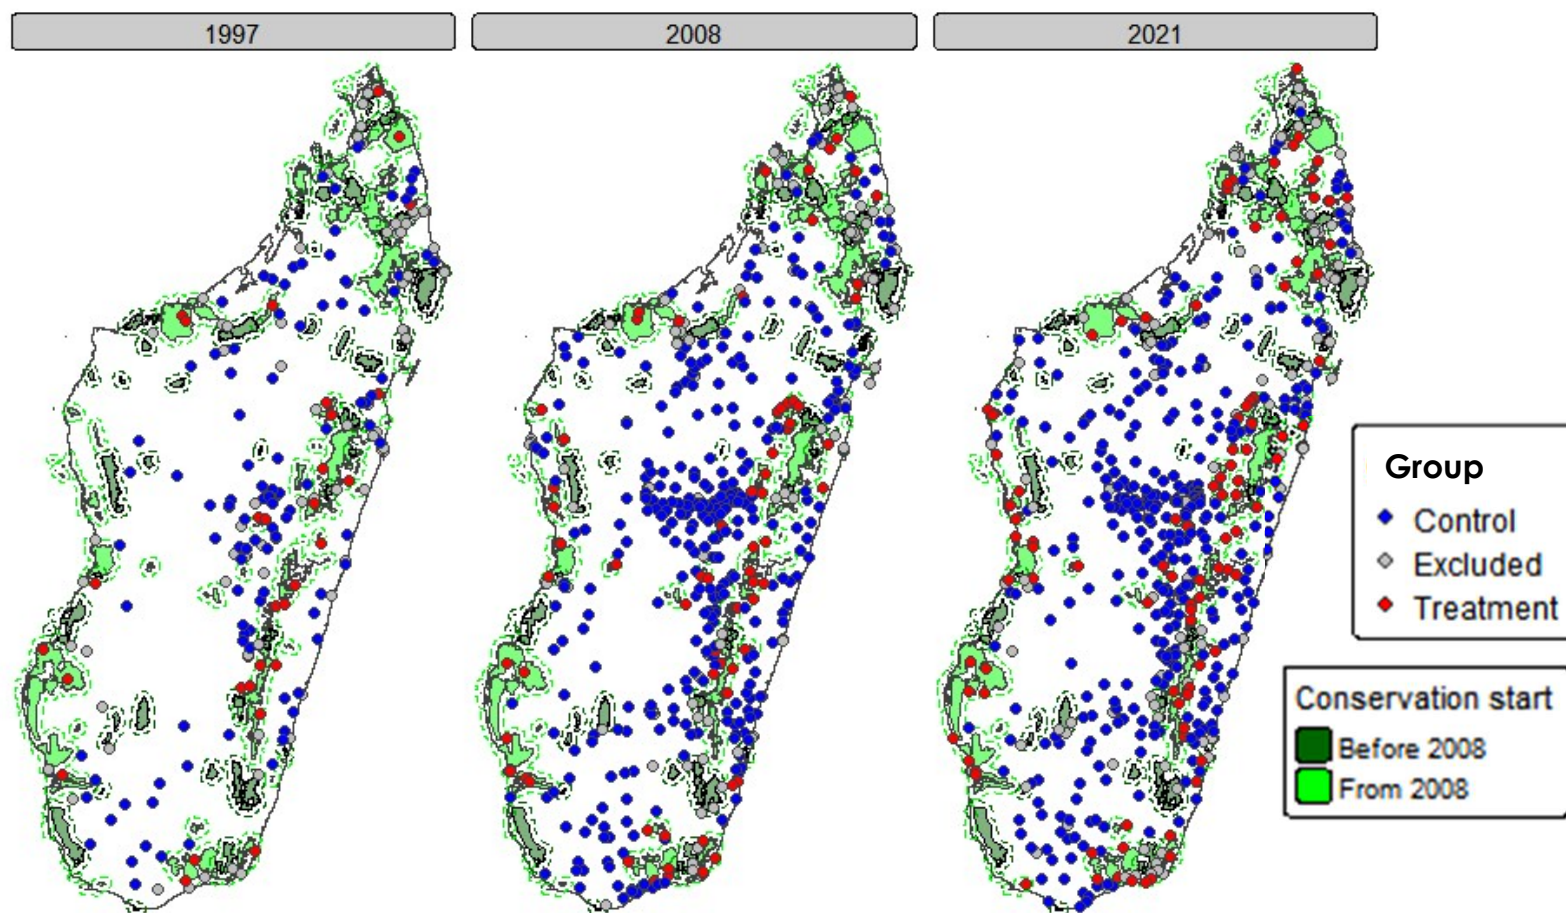 1997
2008
2021
Group
Control
Excluded
Treatment
Conservation start
Before 2008
From 2008